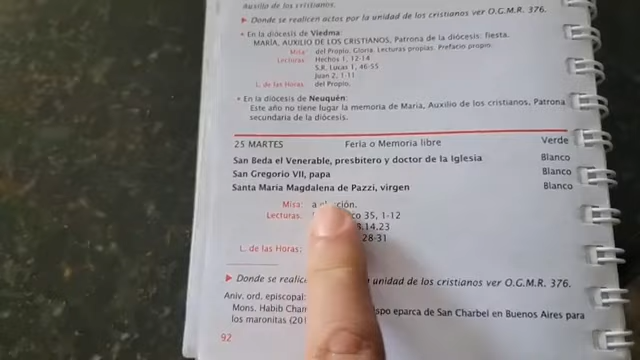 Auxilio de los cristianos.
▶ Donde se realicen actos por la unidad de los cristianos ver O.G.M.R. 376.
• En la diócesis de Viedma:
MARÍA, AUXILIO DE LOS CRISTIANOS, Patrona de la diócesis: fiesta.
Misa: del Propio, Gloria. Lecturas propias. Prefacio propio.
Lecturas: Hechos 1, 12-14
S.R. Lucas 1, 46-55
Juan 2, 1-11
L. de las Horas: del Propio.
• En la diócesis de Neuquén:
Este año no tiene lugar la memoria de María, Auxilio de los cristianos, Patrona
secundaria de la diócesis.
25 MARTES Feria o Memoria libre Verde
San Beda el Venerable, presbítero y doctor de la Iglesia Blanco
San Gregorio VII, papa Blanco
Santa María Magdalena de Pazzi, virgen Blanco
Misa: a
Lecturas: 35, 1-12
14.23
28-31
L. de las Horas:
▶ Donde se unidad de los cristianos ver O.G.M.R. 376.
Aniv. ord. episcopal:
Mons. Habib eparca de San Charbel en Buenos Aires para
los maronitas
92